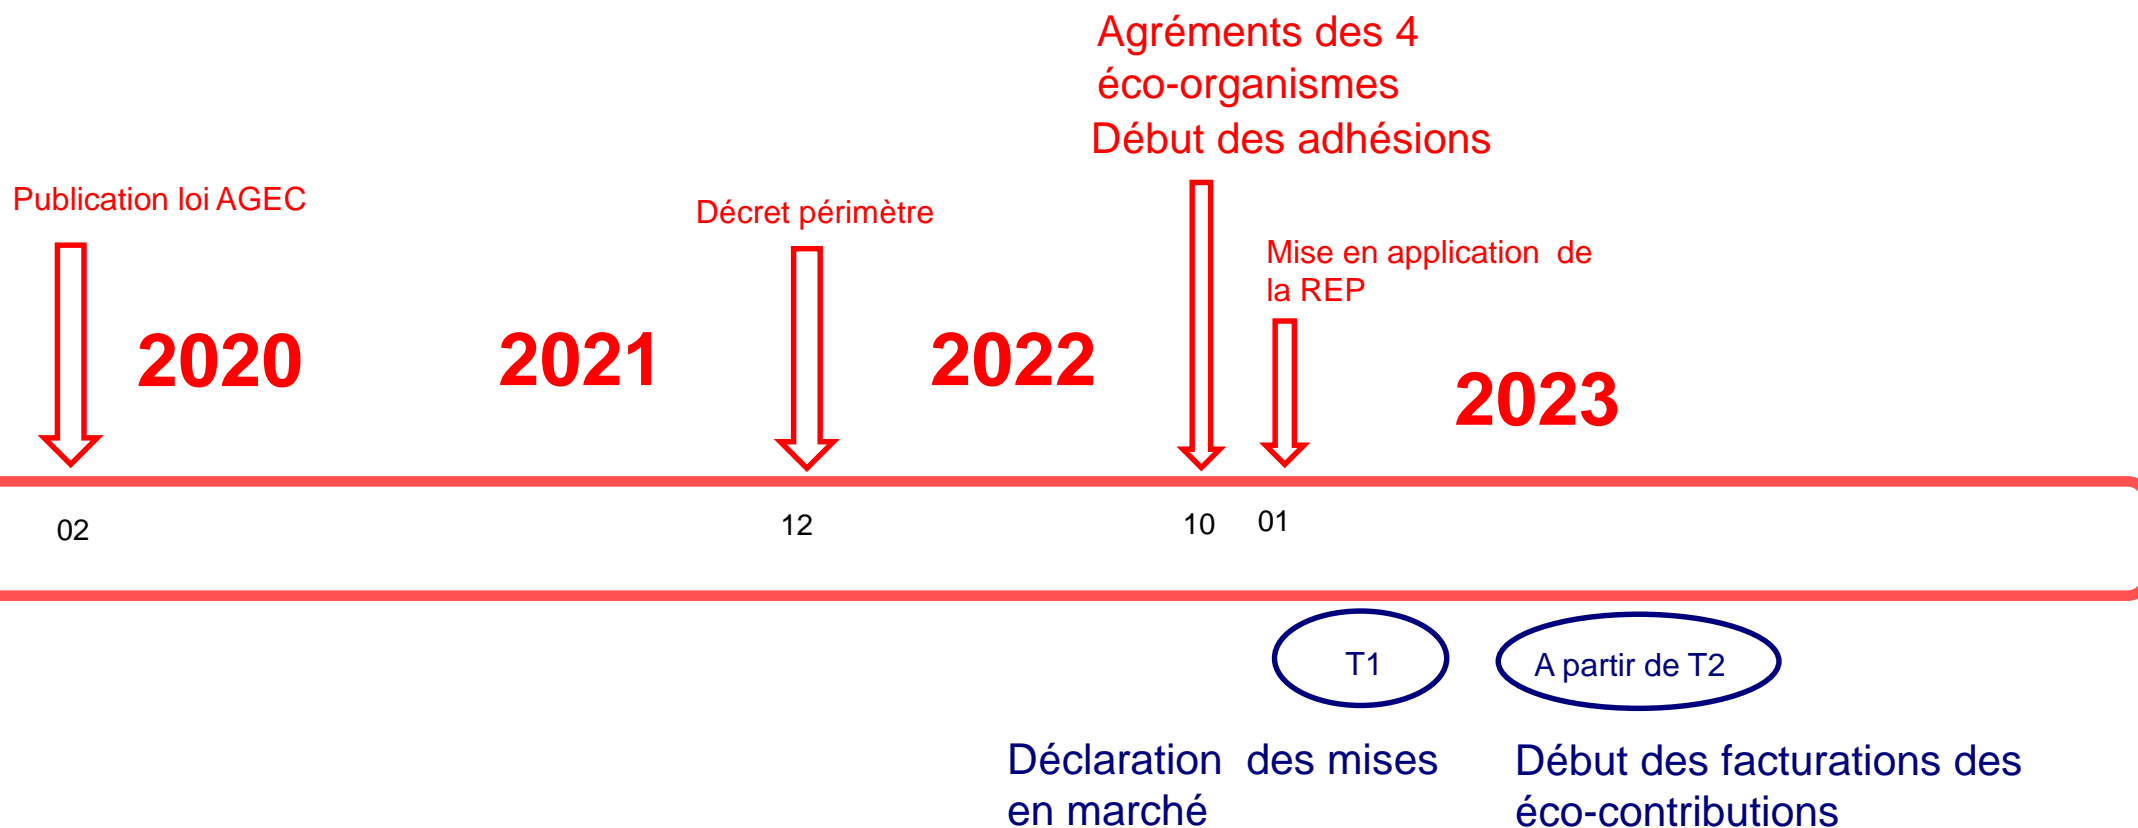 Agréments des 4
éco-organismes
Début des adhésions
Publication loi AGEC
Décret périmètre
Mise en application de
la REP
2020
2021
2022
2023
02
12
10
01
T1
A partir de T2
Déclaration des mises
en marché
Début des facturations des
éco-contributions